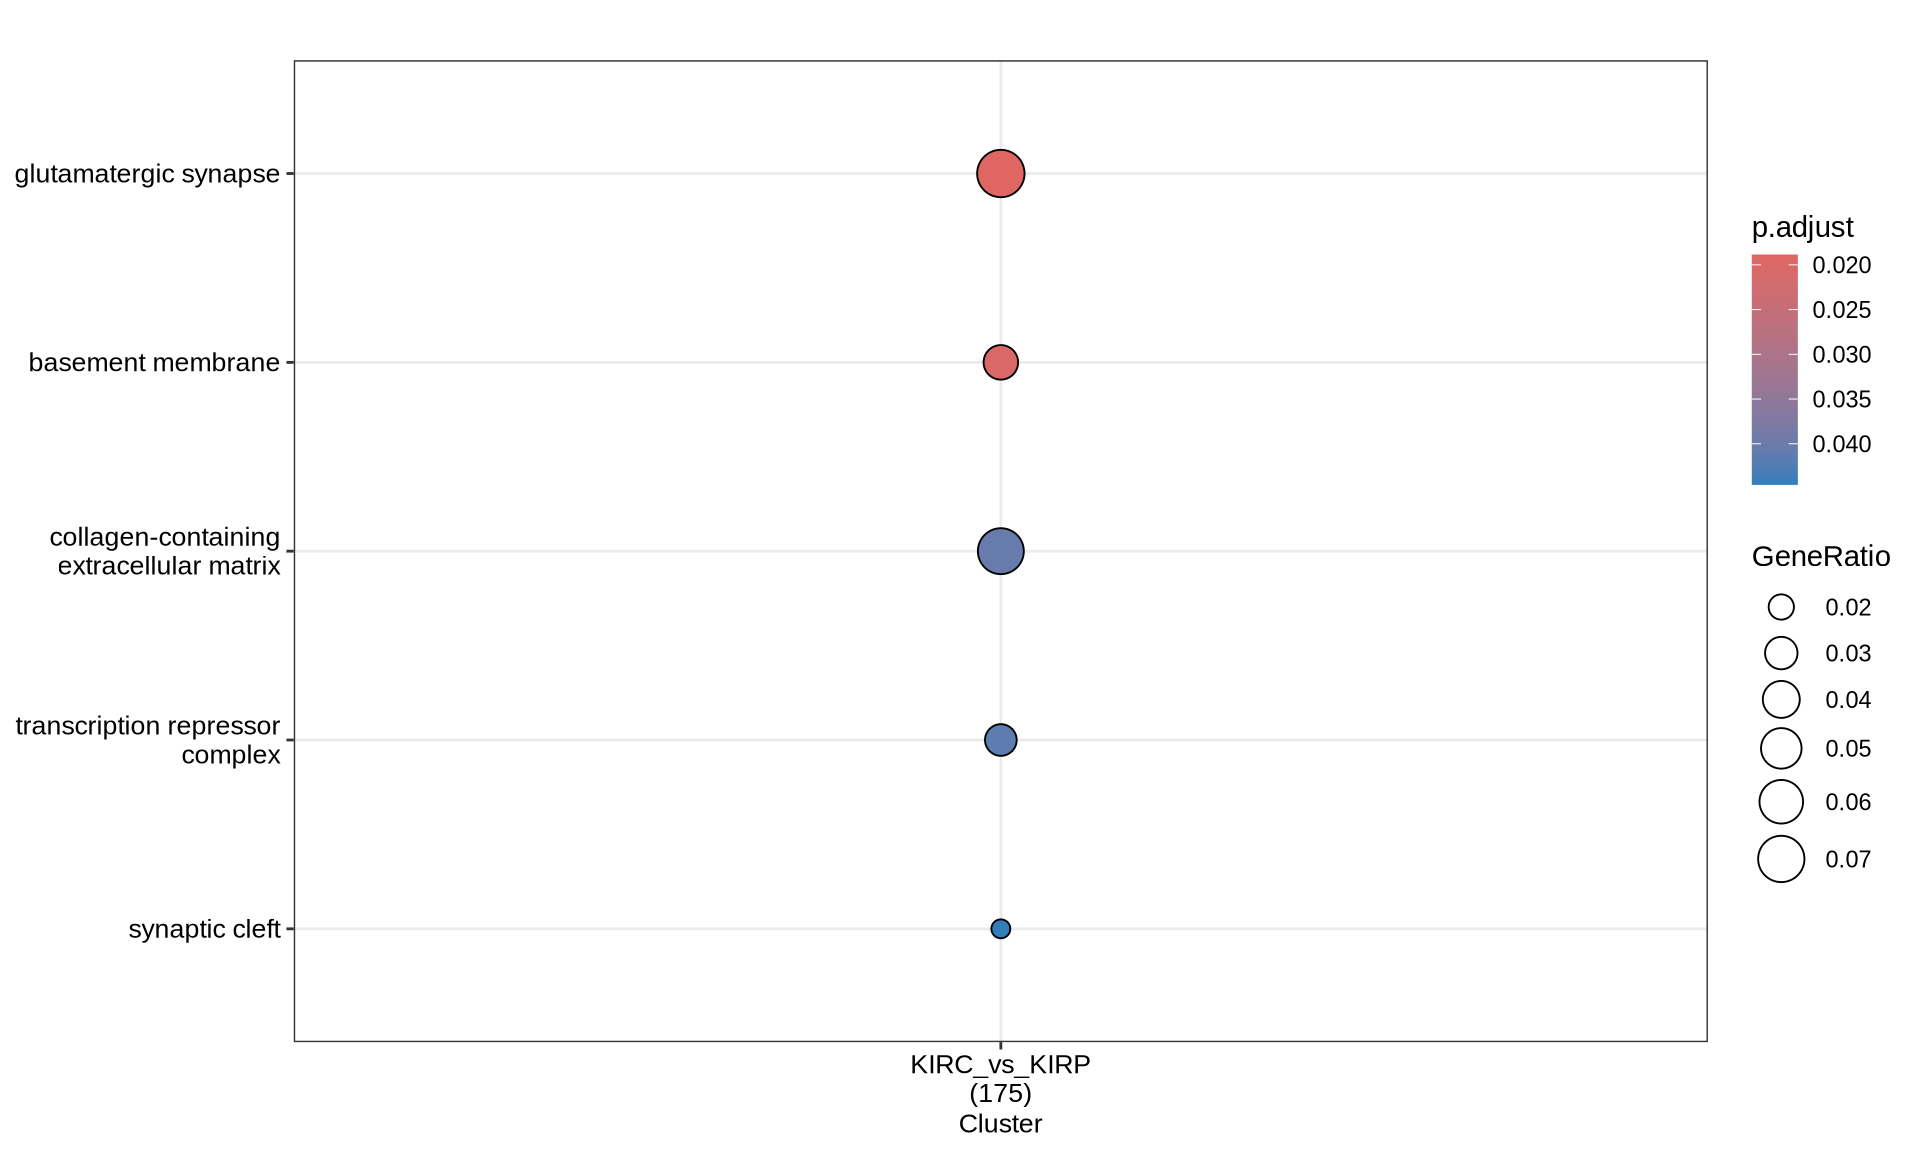 glutamatergic synapse
basement membrane
collagen-containing
extracellular matrix
transcription repressor
complex
synaptic cleft
KIRC_vs_KIRP
(175)
Cluster
p.adjust
0.020
0.025
0.030
0.035
0.040
GeneRatio
0.02
0.03
0.04
0.05
0.06
0.07